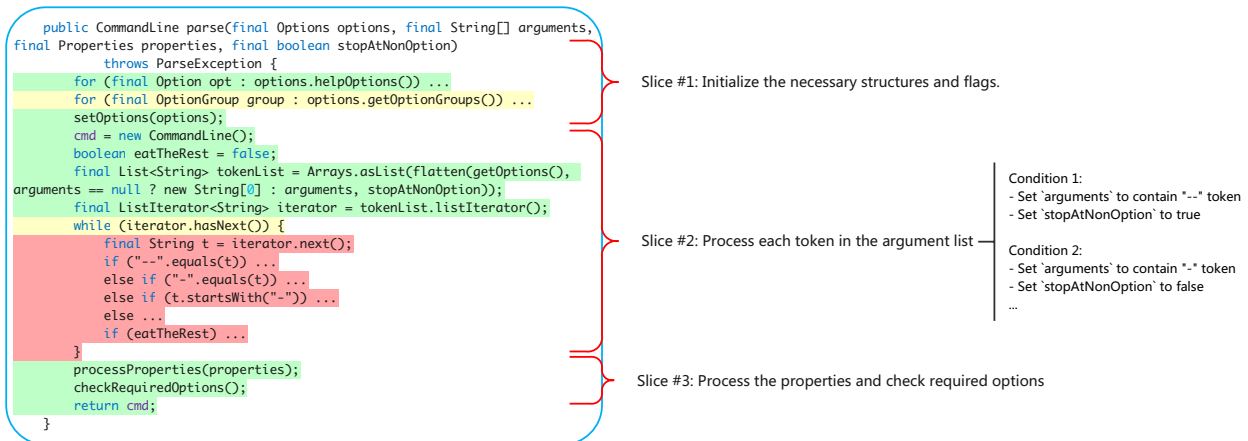 public CommandLine parse(final Options options, final String[] arguments,
final Properties properties, final boolean stopAtNonOption)
throws ParseException {
for (final Option opt : options.helpOptions()) ...
for (final OptionGroup group : options.getOptionGroups()) ...
setOptions(options);
cmd = new CommandLine();
boolean eatTheRest = false;
final List<String> tokenList = Arrays.asList(flatten(getOptions(),
arguments == null ? new String[0] : arguments, stopAtNonOption));
final ListIterator<String> iterator = tokenList.listIterator();
while (iterator.hasNext()) {
final String t = iterator.next();
if ("--".equals(t)) ...
else if ("-".equals(t)) ...
else if (t.startsWith("-")) ...
else ...
if (eatTheRest) ...
}
processProperties(properties);
checkRequiredOptions();
return cmd;
}
Slice #1: Initialize the necessary structures and flags.
Slice #2: Process each token in the argument list
Condition 1:
- Set `arguments` to contain "--" token
- Set `stopAtNonOption` to true
Condition 2:
- Set `arguments` to contain "-" token
- Set `stopAtNonOption` to false
...
Slice #3: Process the properties and check required options